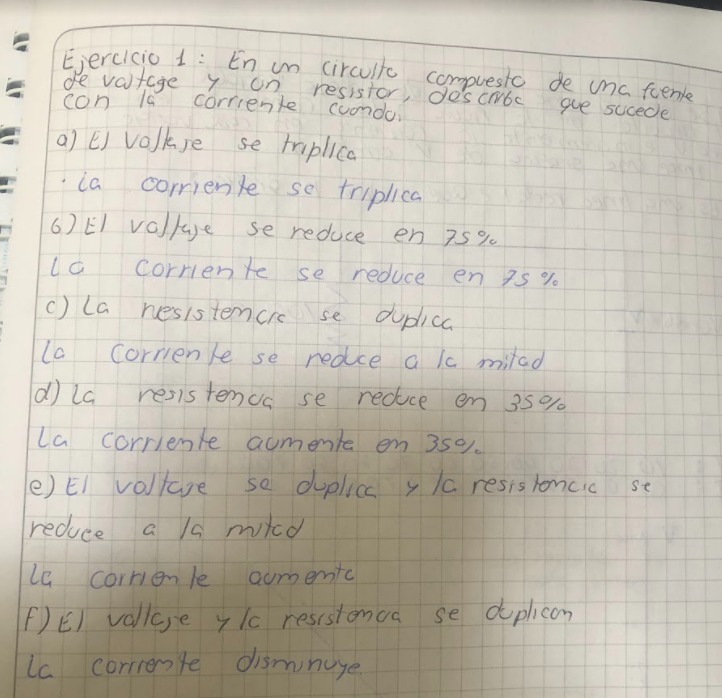 Ejercicio 1: En un circuito compuesto de una fuente
de voltage y un resistor, describe que sucede
con la corriente cuando:
a) El voltaje se triplica
· la corriente se triplica
b) El voltaje se reduce en 75%
La corriente se reduce en 75%
c) La resistencia se duplica
la corriente se reduce a la mitad
d) La resistencia se reduce en 35%
La corriente aumente en 35%.
e) El voltaje se duplica y la resistencia se
reduce a la mitad
la corriente aumenta
f) El voltaje y la resistencia se duplican
la corriente disminuye.